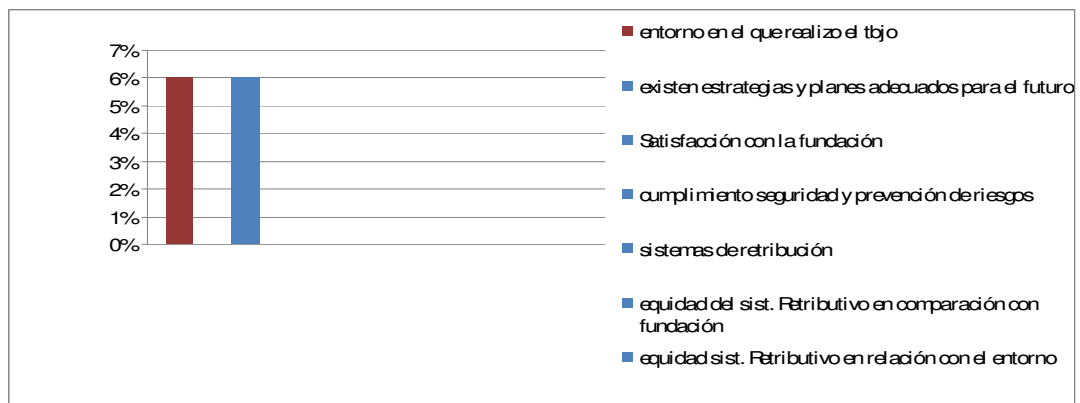 7%
6%
5%
4%
3%
2%
1%
0%
entorno en el que realizo el tbjo
existen estrategias y planes adecuados para el futuro
Satisfacción con la fundación
cumplimiento seguridad y prevención de riesgos
sistemas de retribución
equidad del sist. Retributivo en comparación con
fundación
equidad sist. Retributivo en relación con el entorno